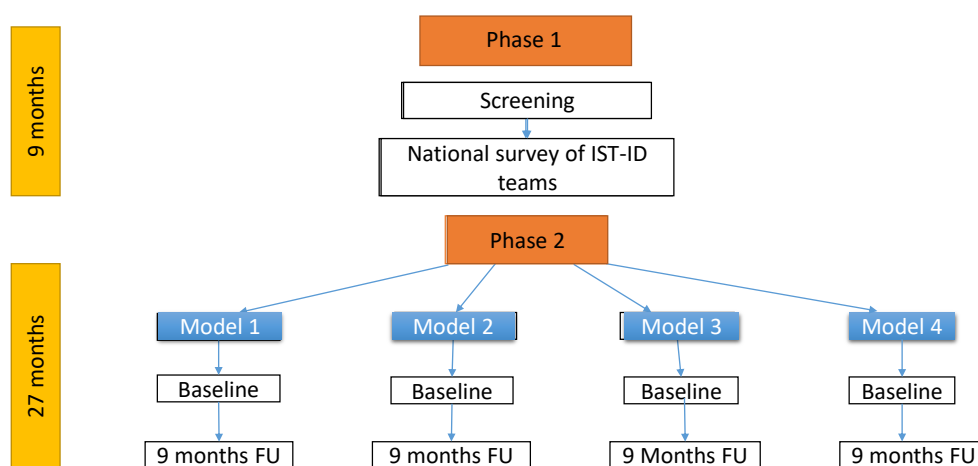 Phase 1
9 months
Screening
National survey of IST-ID
teams
Phase 2
27 months
Model 1
Model 2
Model 3
Model 4
Baseline
Baseline
Baseline
Baseline
9 months FU
9 months FU
9 Months FU
9 months FU